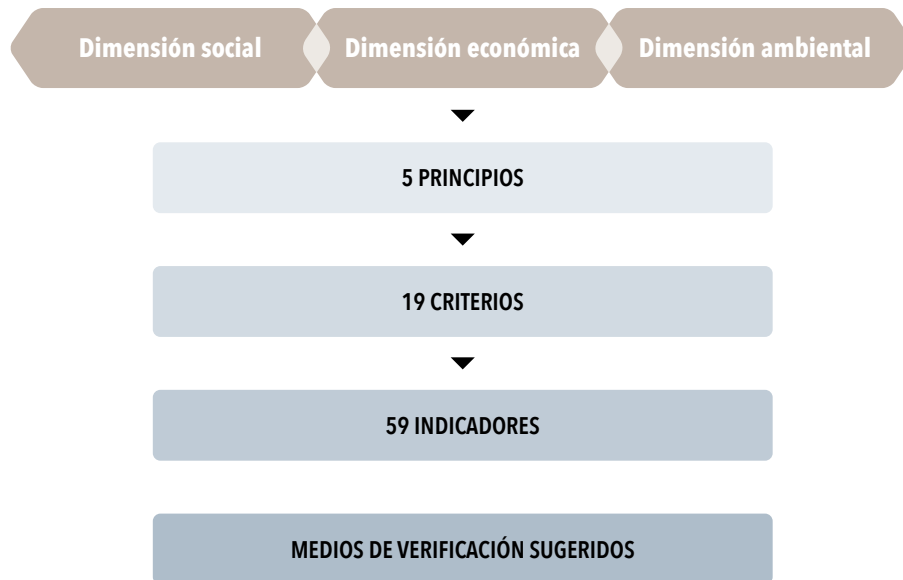 Dimensión social Dimensión económica Dimensión ambiental
5 PRINCIPIOS
19 CRITERIOS
59 INDICADORES
MEDIOS DE VERIFICACIÓN SUGERIDOS